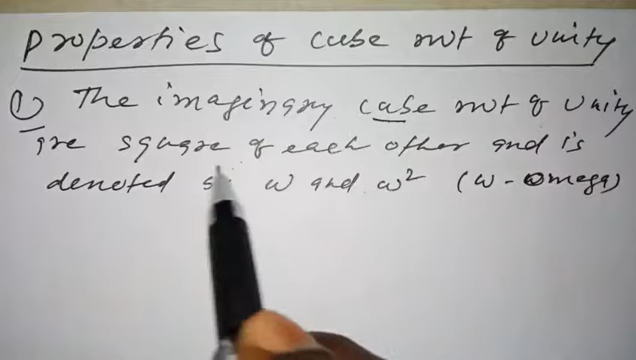 Properties of cube root of unity
① The imaginary cube root of unity
are square of each other and is
denoted ω and ω² (ω - Omega)